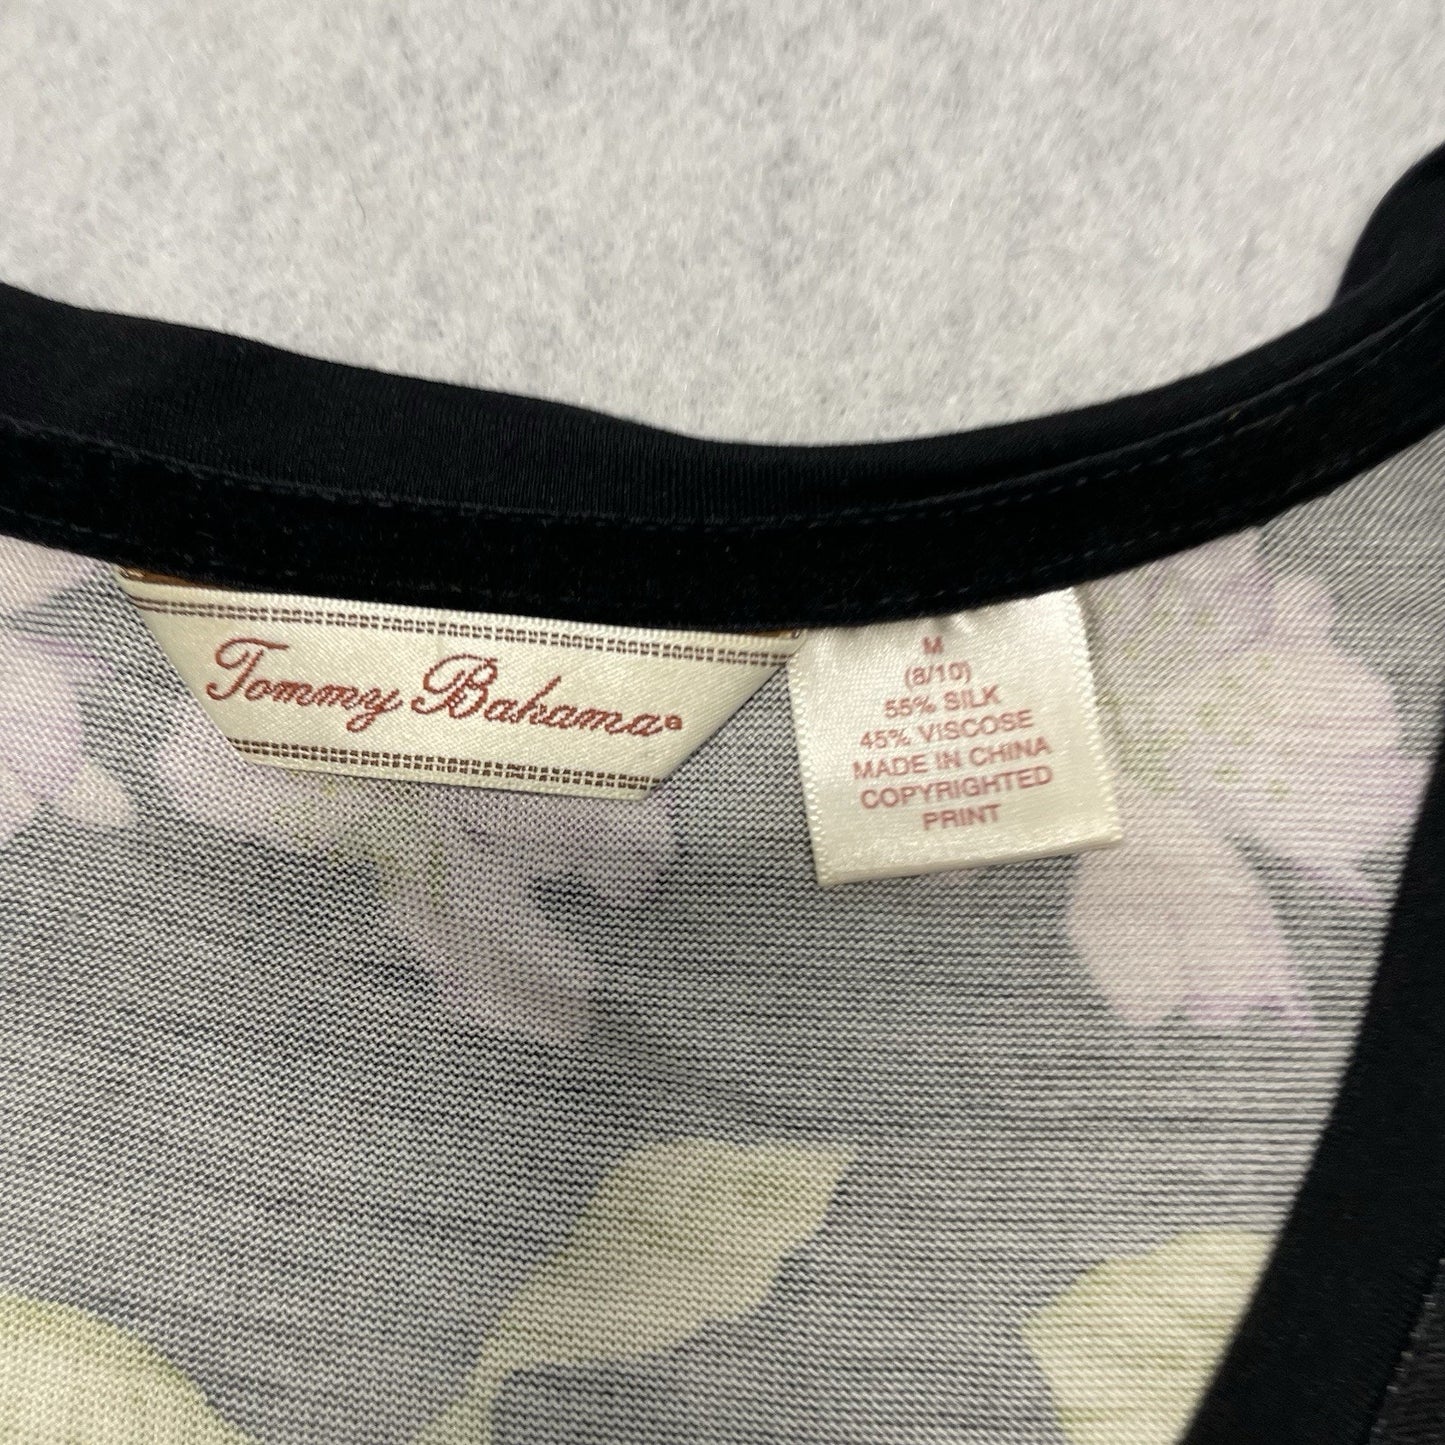 Tommy Bahama®
M
(8/10)
55% SILK
45% VISCOSE
MADE IN CHINA
COPYRIGHTED
PRINT